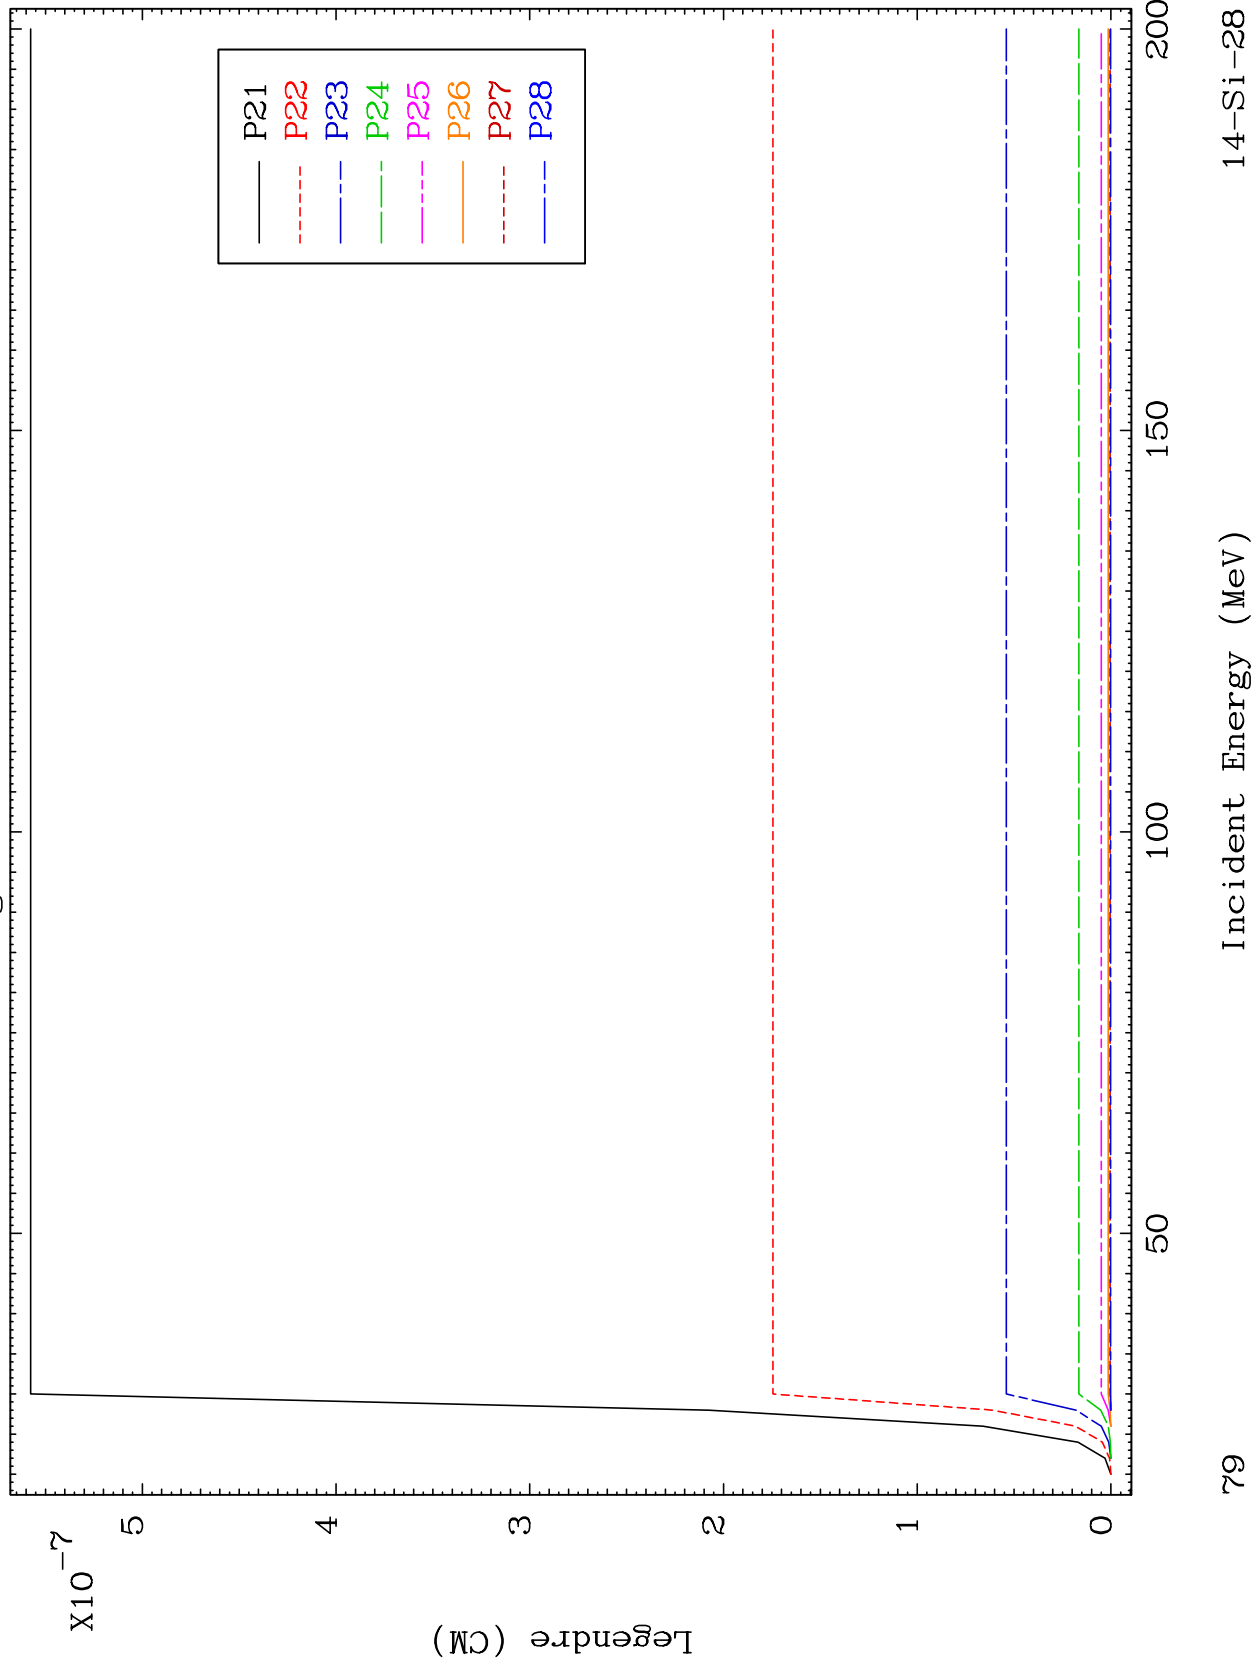 X10-7
5
4
3
2
1
0
Legendre (CM)
P21
P22
P23
P24
P25
P26
P27
P28
50
100
150
200
Incident Energy (MeV)
79
14-Si-28